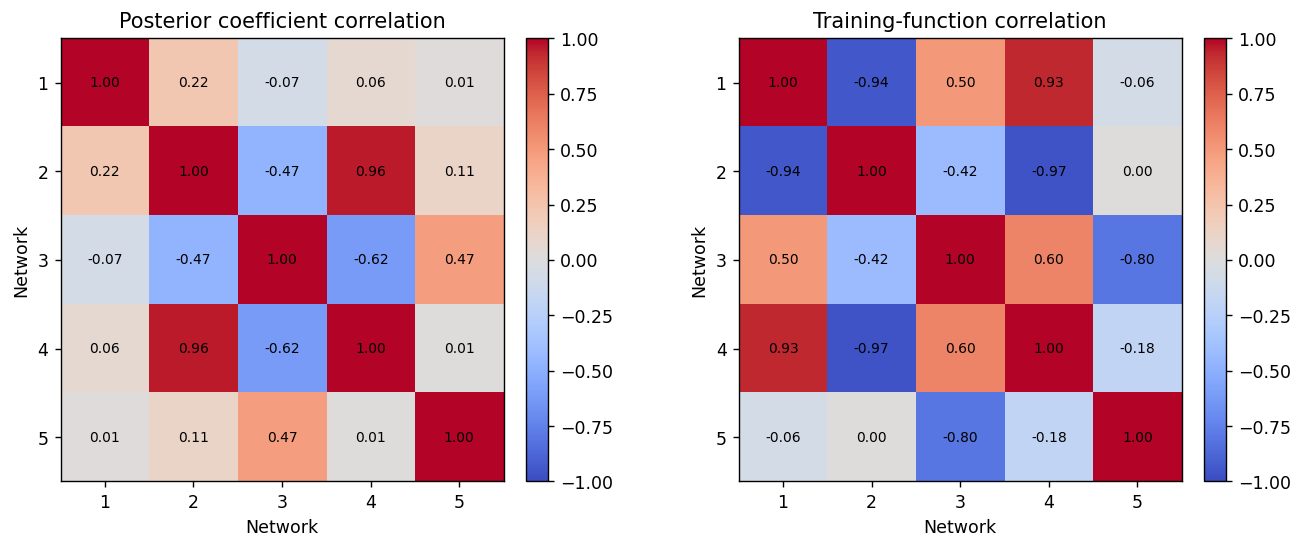 Posterior coefficient correlation
1 1.00 0.22 -0.07 0.06 0.01
2 0.22 1.00 -0.47 0.96 0.11
3 -0.07 -0.47 1.00 -0.62 0.47
4 0.06 0.96 -0.62 1.00 0.01
5 0.01 0.11 0.47 0.01 1.00
1 2 3 4 5
Network
Network
1.00
0.75
0.50
0.25
0.00
−0.25
−0.50
−0.75
−1.00
Training-function correlation
1 1.00 -0.94 0.50 0.93 -0.06
2 -0.94 1.00 -0.42 -0.97 0.00
3 0.50 -0.42 1.00 0.60 -0.80
4 0.93 -0.97 0.60 1.00 -0.18
5 -0.06 0.00 -0.80 -0.18 1.00
1 2 3 4 5
Network
Network
1.00
0.75
0.50
0.25
0.00
−0.25
−0.50
−0.75
−1.00